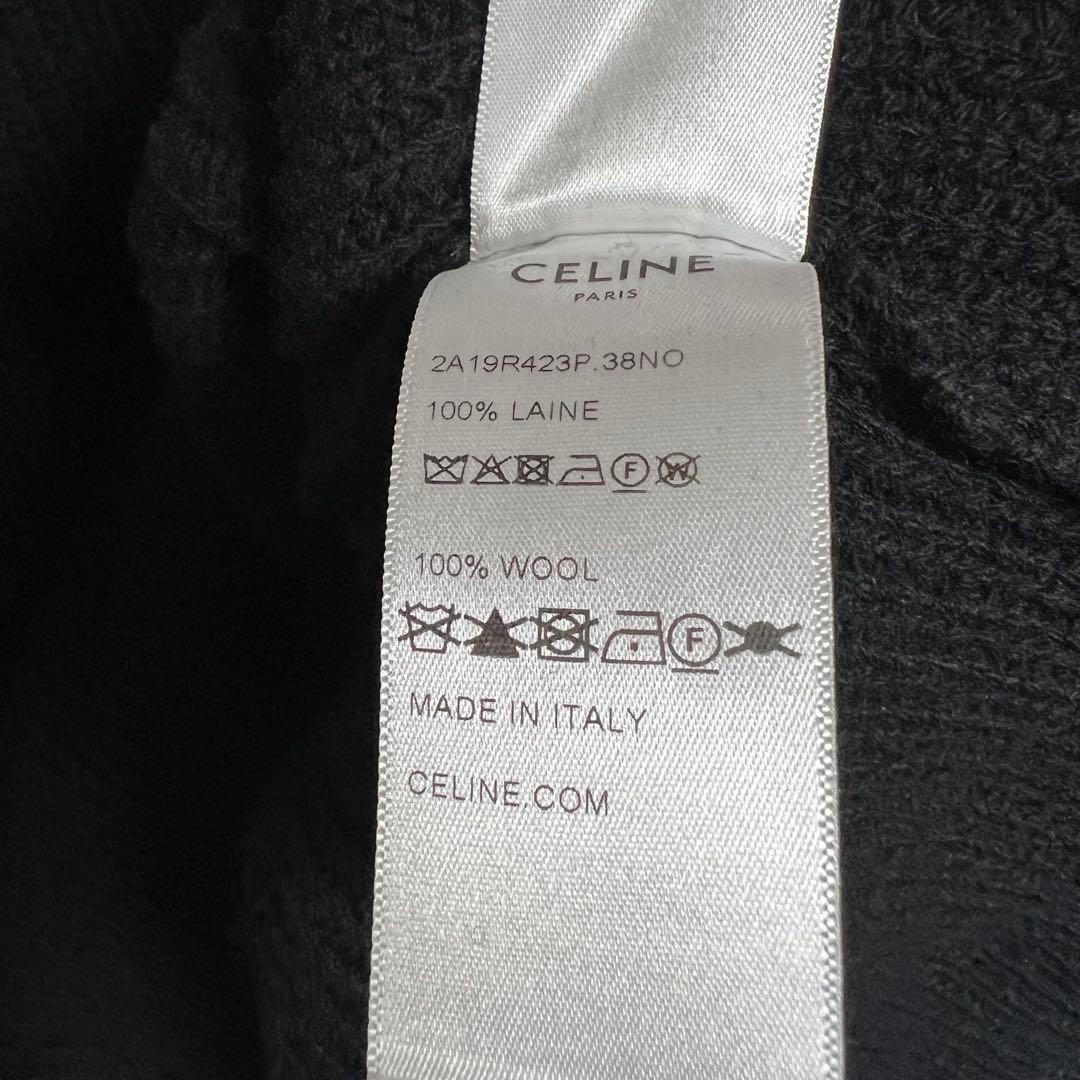 CELINE
PARIS
2A19R423P.38NO
100% LAINE
F W
100% WOOL
F
MADE IN ITALY
CELINE.COM